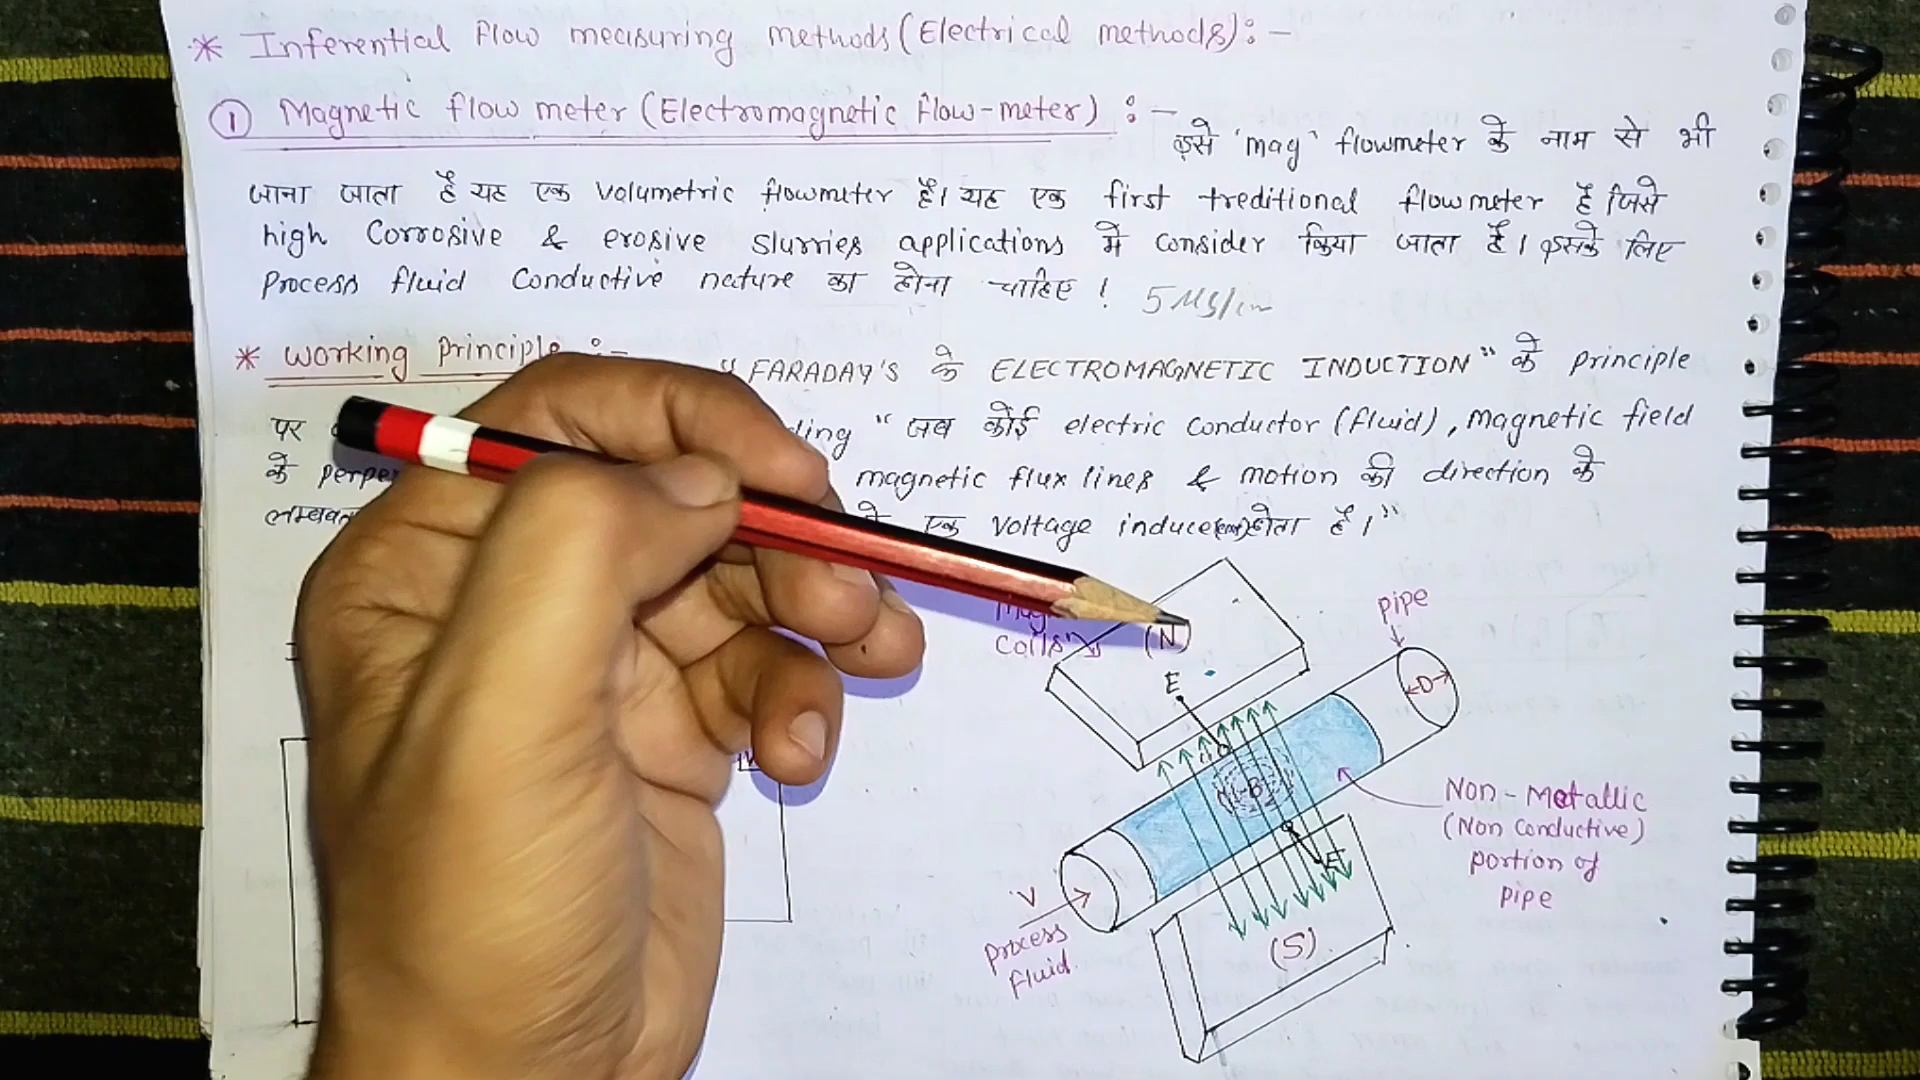 * Inferential Flow measuring methods (Electrical methods): -
① Magnetic flow meter (Electromagnetic Flow-meter) : -
इसे 'mag' flowmeter के नाम से भी
जाना जाता है यह एक volumetric flowmeter है। यह एक first treditional flowmeter है जिसे
high Corrosive & erosive slurries applications में consider किया जाता है। इसके लिए
Process fluid Conductive nature का होना चाहिए !
* Working principle : -
"FARADAY'S के ELECTROMAGNETIC INDUCTION" के principle
पर "जब कोई electric conductor (fluid), magnetic field
के magnetic flux lines & motion की direction के
लम्बवत एक voltage induce(emf)होता है।"
Coils
(N)
pipe
E
D
B
E
Non-Metallic
(Non Conductive)
portion of
pipe
V
Process
fluid.
(S)